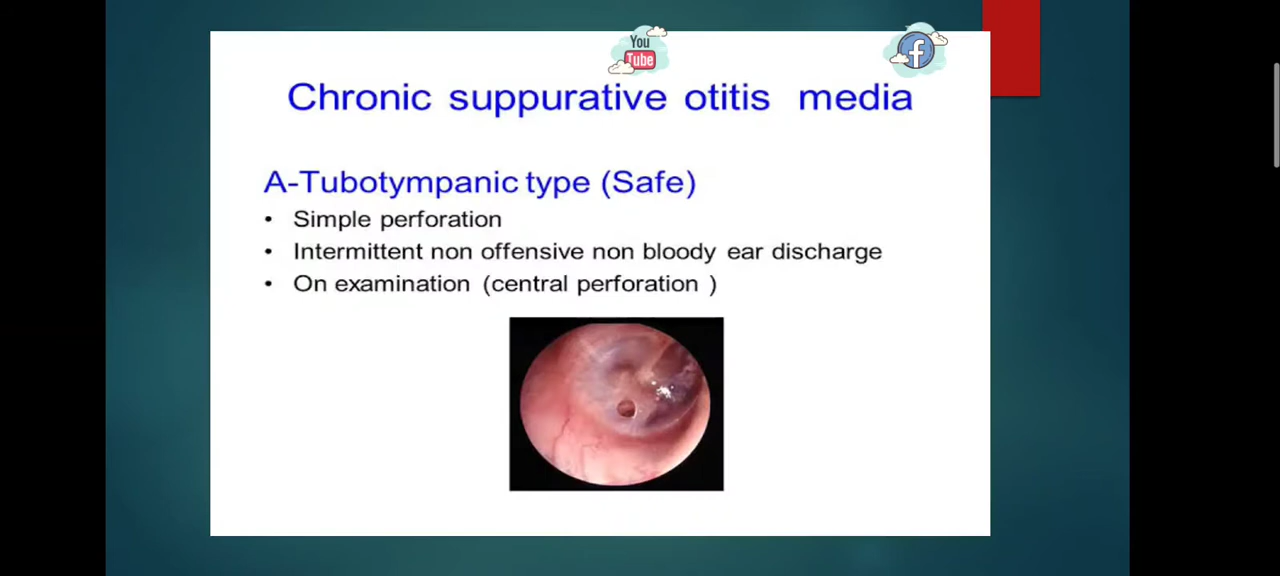 You
Tube
f
Chronic suppurative otitis media
A-Tubotympanic type (Safe)
• Simple perforation
• Intermittent non offensive non bloody ear discharge
• On examination (central perforation )